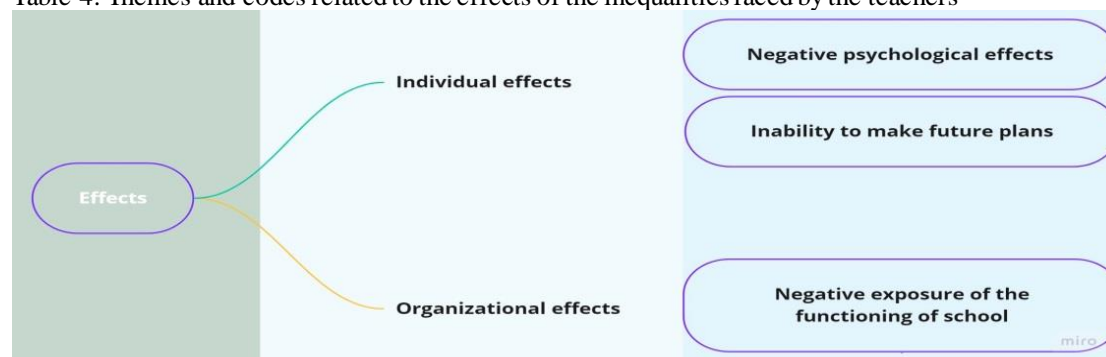 Table 4. Themes and codes related to the effects of the inequalities faced by the teachers
Negative psychological effects
Individual effects
Inability to make future plans
Effects
Negative exposure of the
functioning of school
Organizational effects
miro